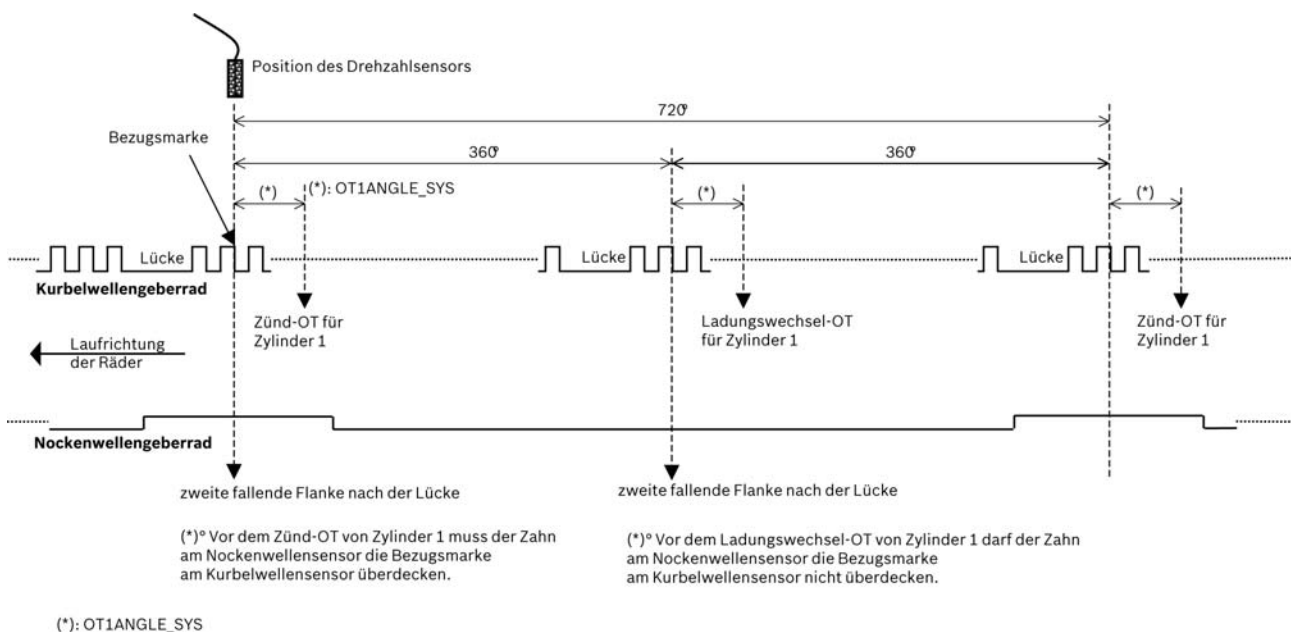 Position des Drehzahlsensors
720°
Bezugsmarke
360°
360°
(*)
(*): OT1ANGLE_SYS
(*)
(*)
Lücke
Lücke
Lücke
Kurbelwellengeberrad
Zünd-OT für
Zylinder 1
Ladungswechsel-OT
für Zylinder 1
Zünd-OT für
Zylinder 1
Laufrichtung
der Räder
Nockenwellengeberrad
zweite fallende Flanke nach der Lücke
zweite fallende Flanke nach der Lücke
(*)° Vor dem Zünd-OT von Zylinder 1 muss der Zahn
am Nockenwellensensor die Bezugsmarke
am Kurbelwellensensor überdecken.
(*)° Vor dem Ladungswechsel-OT von Zylinder 1 darf der Zahn
am Nockenwellensensor die Bezugsmarke
am Kurbelwellensensor nicht überdecken.
(*): OT1ANGLE_SYS